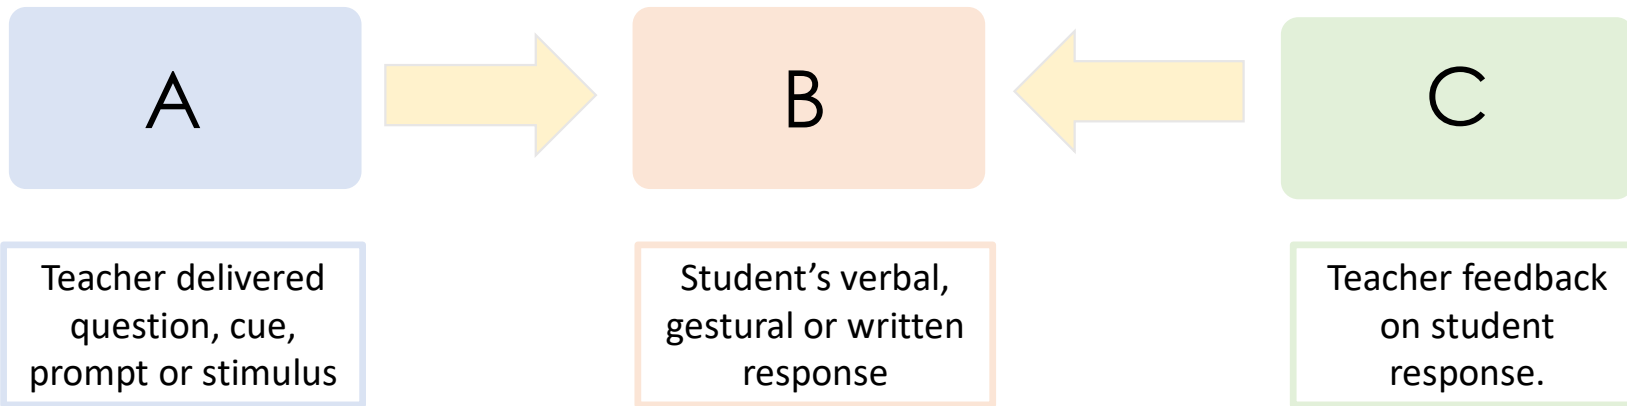 A
B
C
Teacher delivered
question, cue,
prompt or stimulus
Student’s verbal,
gestural or written
response
Teacher feedback
on student
response.